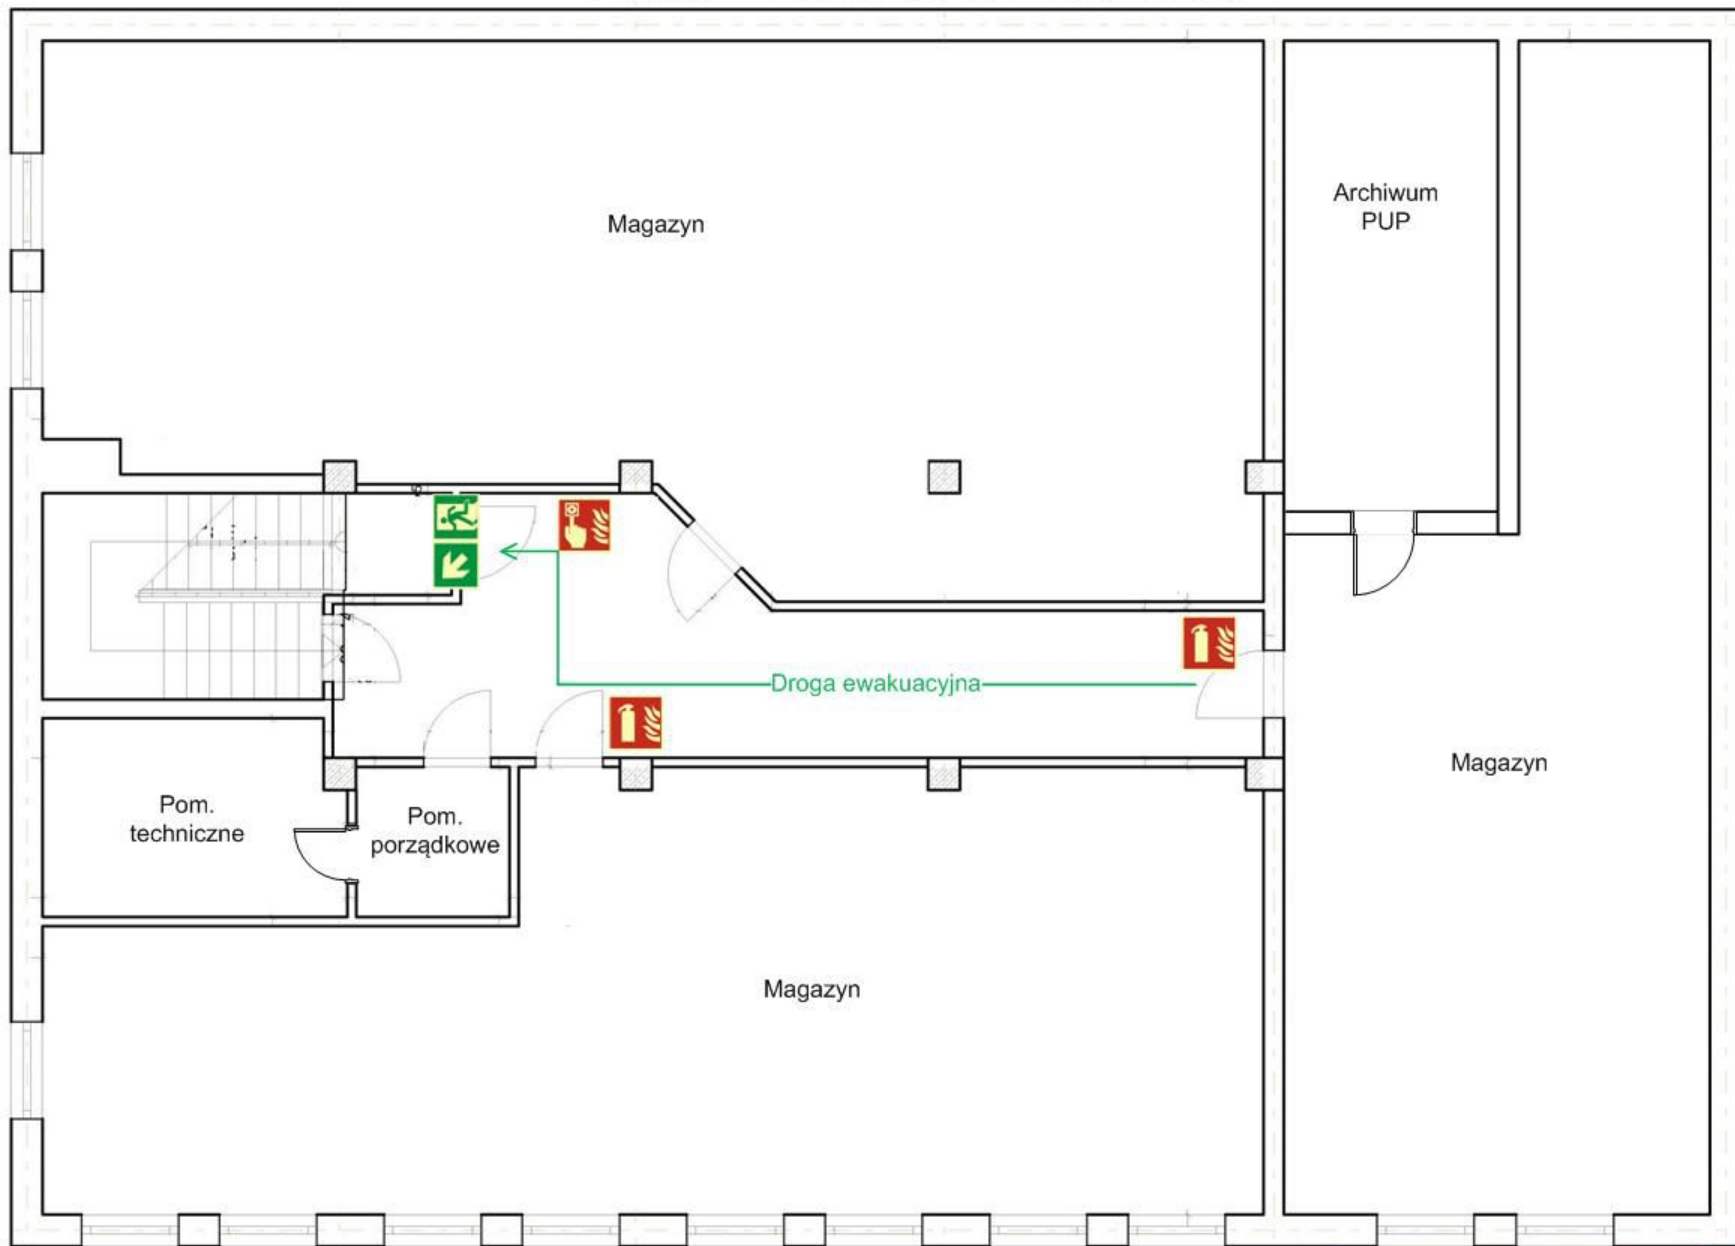 Archiwum
PUP
Magazyn
Droga ewakuacyjna
Magazyn
Pom.
techniczne
Pom.
porządkowe
Magazyn